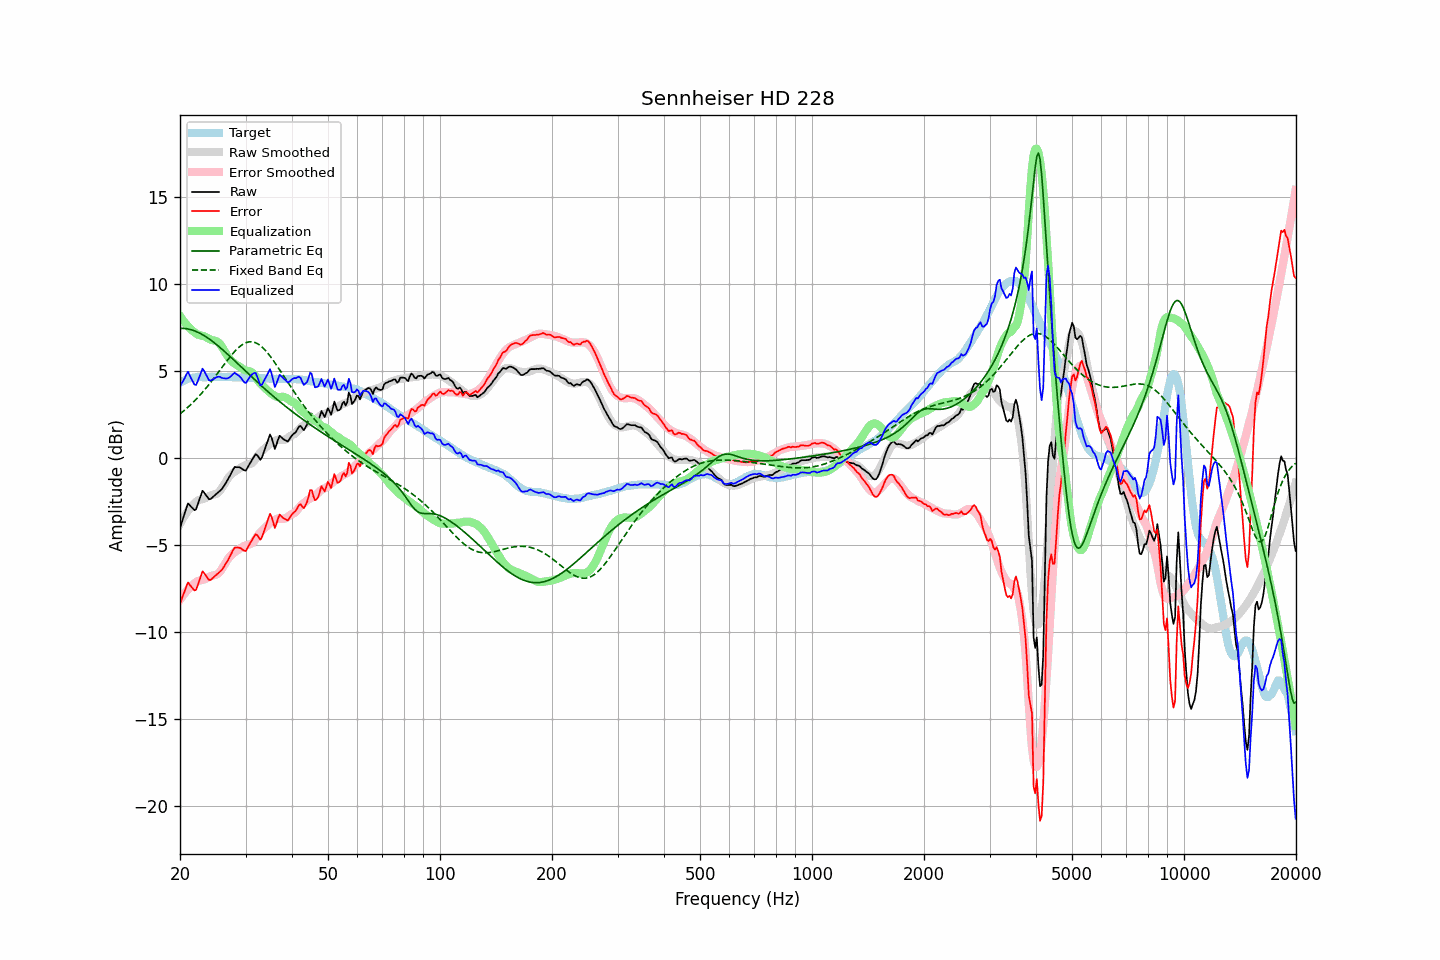 Sennheiser HD 228
Target
Raw Smoothed
Error Smoothed
Raw
Error
Equalization
Parametric Eq
Fixed Band Eq
Equalized
15
10
5
0
−5
−10
−15
−20
Amplitude (dBr)
20 50 100 200 500 1000 2000 5000 10000 20000
Frequency (Hz)